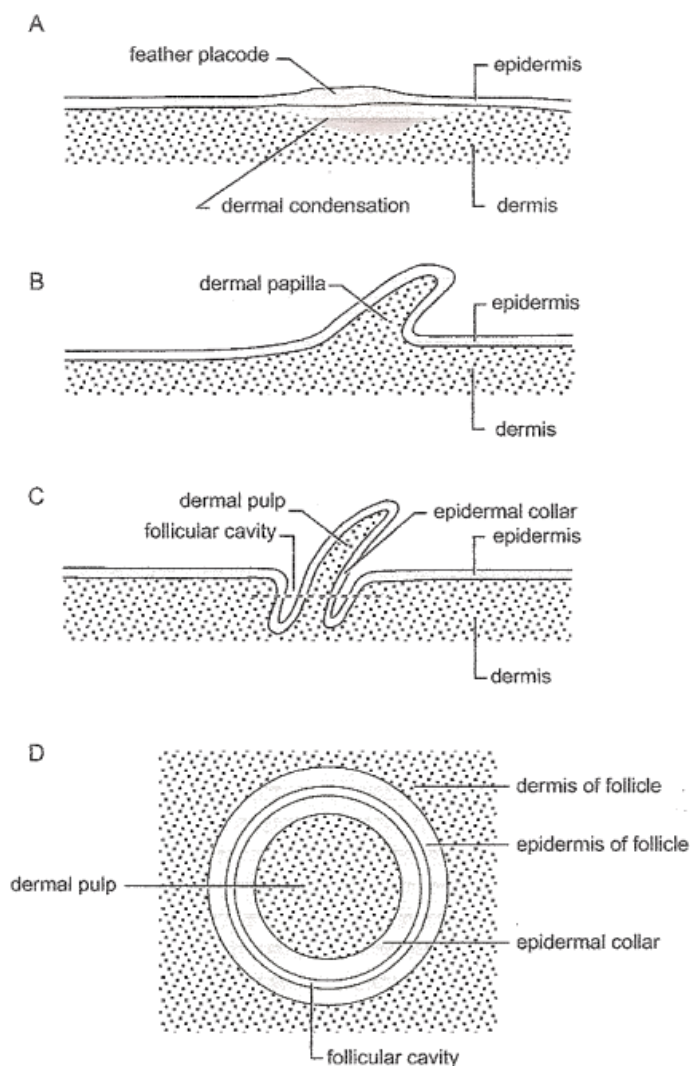 A
feather placode
epidermis
dermal condensation
dermis
B
dermal papilla
epidermis
dermis
C
dermal pulp
epidermal collar
follicular cavity
epidermis
dermis
D
dermis of follicle
epidermis of follicle
dermal pulp
epidermal collar
follicular cavity